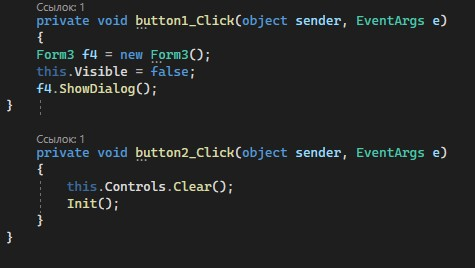 Ссылок: 1
private void button1_Click(object sender, EventArgs e)
{
Form3 f4 = new Form3();
this.Visible = false;
f4.ShowDialog();
}
Ссылок: 1
private void button2_Click(object sender, EventArgs e)
{
this.Controls.Clear();
Init();
}
}